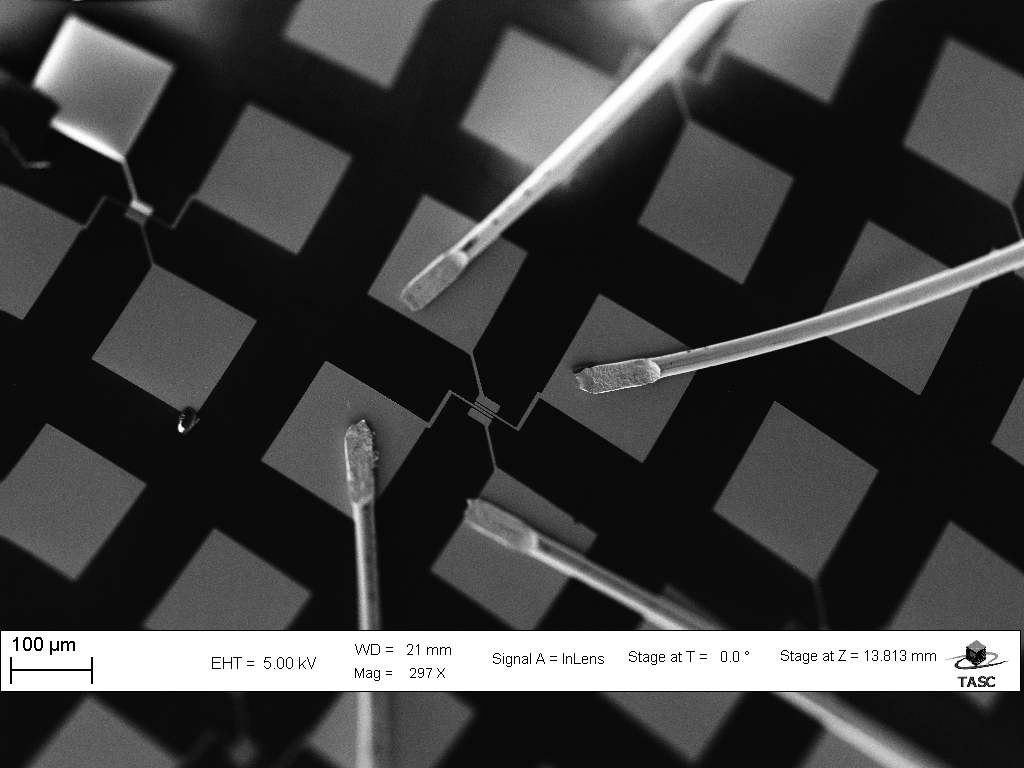 100 µm
EHT = 5.00 kV
WD = 21 mm
Mag = 297 X
Signal A = InLens
Stage at T = 0.0 °
Stage at Z = 13.813 mm
TASC